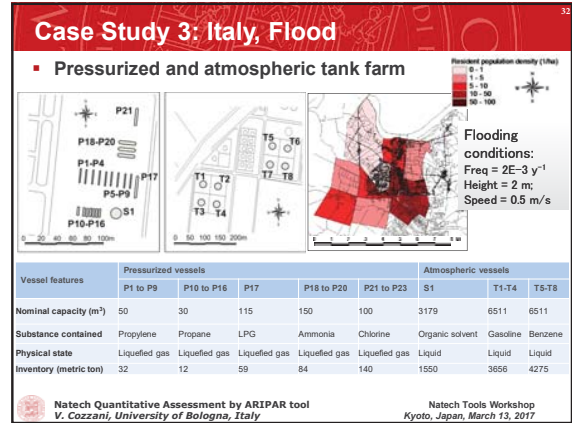 32
Case Study 3: Italy, Flood
▪ Pressurized and atmospheric tank farm
Resident population density (1/ha)
0 - 1
1 - 5
5 - 10
10 - 50
50 - 100
P21
P18-P20
P1-P4
P17
P5-P9
S1
P10-P16
0 20 40 60 80 100m
T5
T6
T7
T8
T1
T2
T3
T4
0 50 100 150 200m
Flooding
conditions:
Freq = 2E-3 y⁻¹
Height = 2 m;
Speed = 0.5 m/s
Vessel features Pressurized vessels Atmospheric vessels
P1 to P9 P10 to P16 P17 P18 to P20 P21 to P23 S1 T1-T4 T5-T8
Nominal capacity (m³) 50 30 115 150 100 3179 6511 6511
Substance contained Propylene Propane LPG Ammonia Chlorine Organic solvent Gasoline Benzene
Physical state Liquefied gas Liquefied gas Liquefied gas Liquefied gas Liquefied gas Liquid Liquid Liquid
Inventory (metric ton) 32 12 59 84 140 1550 3656 4275
Natech Quantitative Assessment by ARIPAR tool
V. Cozzani, University of Bologna, Italy
Natech Tools Workshop
Kyoto, Japan, March 13, 2017